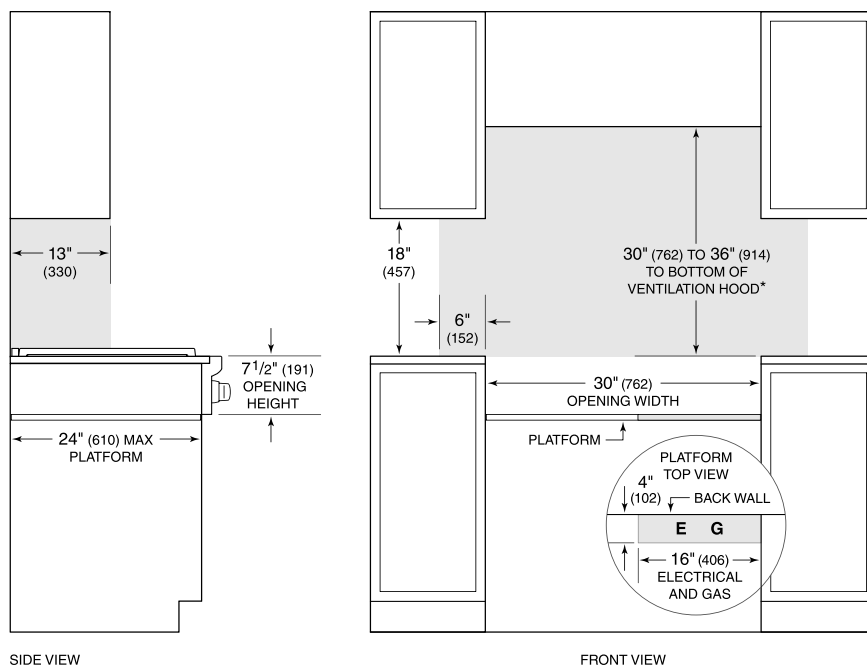 13"
(330)
7 1/2" (191)
OPENING
HEIGHT
24" (610) MAX
PLATFORM
SIDE VIEW
18"
(457)
30" (762) TO 36" (914)
TO BOTTOM OF
VENTILATION HOOD*
6"
(152)
30" (762)
OPENING WIDTH
PLATFORM
PLATFORM
TOP VIEW
4"
(102)
BACK WALL
E G
16" (406)
ELECTRICAL
AND GAS
FRONT VIEW